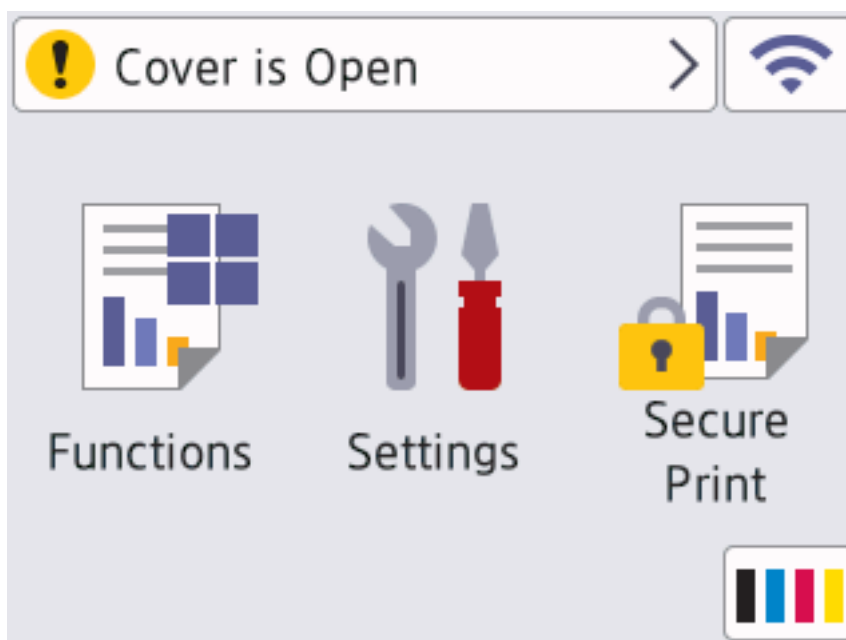 Cover is Open
Functions
Settings
Secure
Print